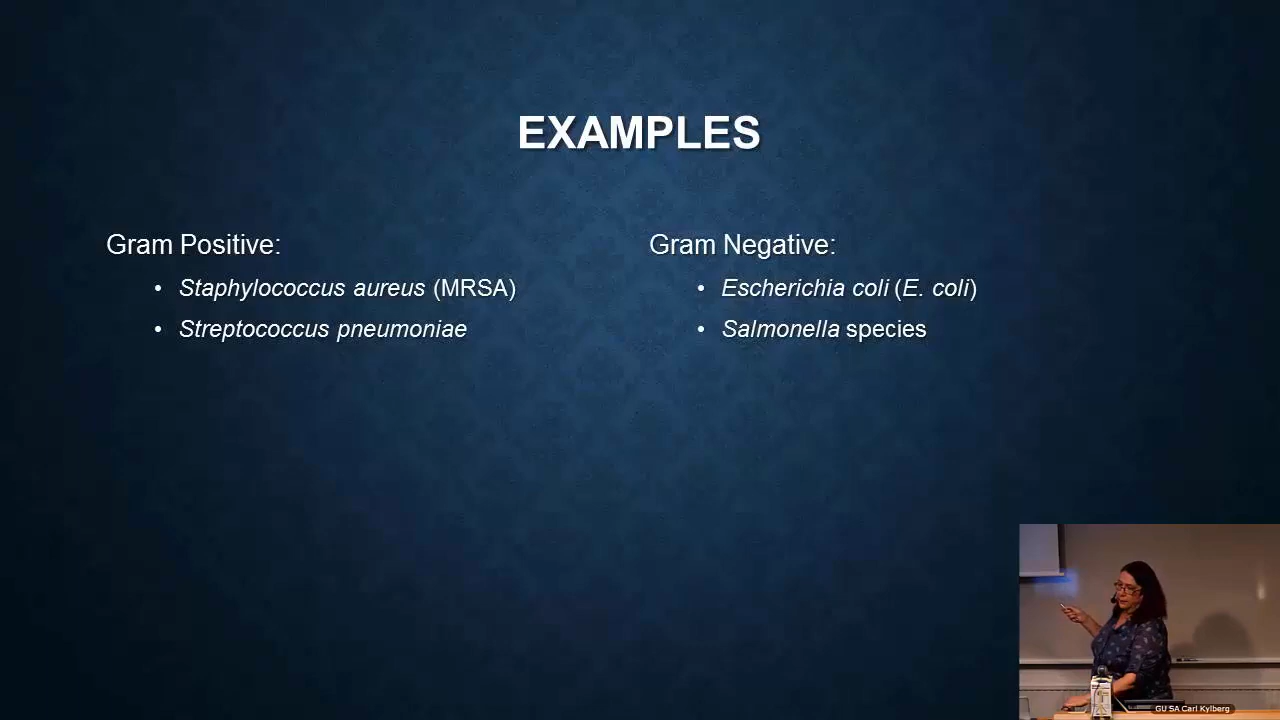 EXAMPLES
Gram Positive:
• Staphylococcus aureus (MRSA)
• Streptococcus pneumoniae
Gram Negative:
• Escherichia coli (E. coli)
• Salmonella species
GU SA Carl Kylberg